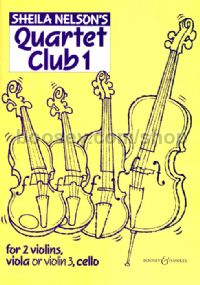 SHEILA NELSON'S
Quartet
Club 1
for 2 violins,
viola or violin 3, cello
BOOSEY & HAWKES